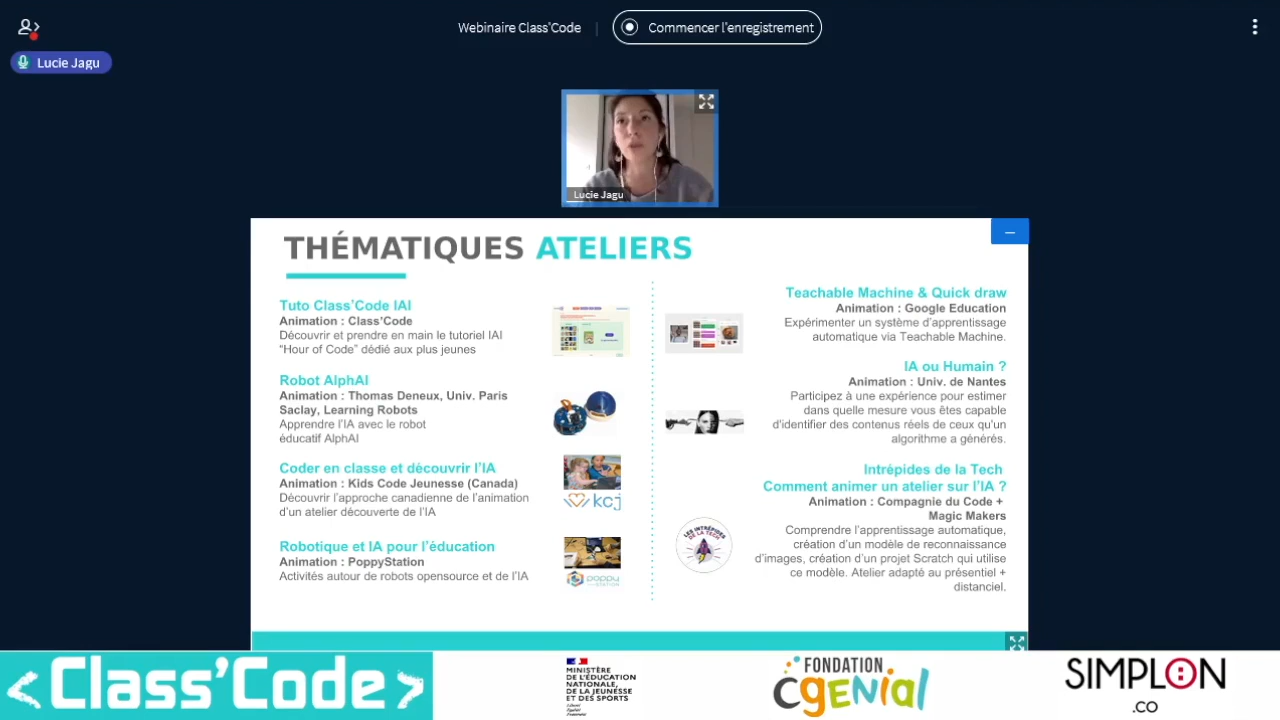 Webinaire Class'Code
Commencer l'enregistrement
Lucie Jagu
Lucie Jagu
THÉMATIQUES ATELIERS
Tuto Class'Code IAI
Animation : Class'Code
Découvrir et prendre en main le tutoriel IAI
"Hour of Code" dédié aux plus jeunes
Robot AlphAI
Animation : Thomas Deneux, Univ. Paris
Saclay, Learning Robots
Apprendre l'IA avec le robot
éducatif AlphAI
Coder en classe et découvrir l'IA
Animation : Kids Code Jeunesse (Canada)
Découvrir l'approche canadienne de l'animation
d'un atelier découverte de l'IA
kcj
Robotique et IA pour l'éducation
Animation : PoppyStation
Activités autour de robots opensource et de l'IA
poppy
STATION
Teachable Machine & Quick draw
Animation : Google Education
Expérimenter un système d'apprentissage
automatique via Teachable Machine.
IA ou Humain ?
Animation : Univ. de Nantes
Participez à une expérience pour estimer
dans quelle mesure vous êtes capable
d'identifier des contenus réels de ceux qu'un
algorithme a générés.
Intrépides de la Tech
Comment animer un atelier sur l'IA ?
Animation : Compagnie du Code +
Magic Makers
Comprendre l'apprentissage automatique,
création d'un modèle de reconnaissance
d'images, création d'un projet Scratch qui utilise
ce modèle. Atelier adapté au présentiel +
distanciel.
LES INTRÉPIDES
DE LA TECH
<Class'Code>
MINISTÈRE
DE L'ÉDUCATION
NATIONALE,
DE LA JEUNESSE
ET DES SPORTS
Liberté
Égalité
Fraternité
FONDATION
CGENIAL
SIMPLON
.CO